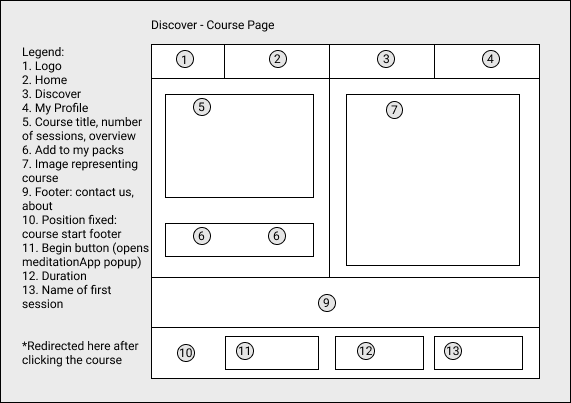 Discover - Course Page
Legend:
1. Logo
2. Home
3. Discover
4. My Profile
5. Course title, number
of sessions, overview
6. Add to my packs
7. Image representing
course
9. Footer: contact us,
about
10. Position fixed:
course start footer
11. Begin button (opens
meditationApp popup)
12. Duration
13. Name of first
session
*Redirected here after
clicking the course
1
2
3
4
5
7
6
6
9
10
11
12
13